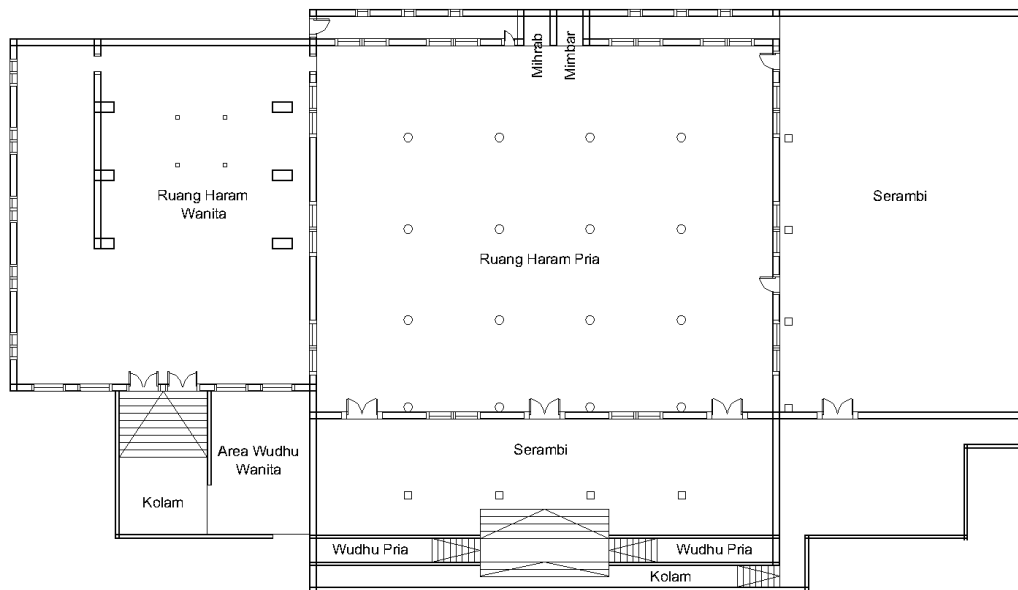 Mihrab
Mimbar
Ruang Haram
Wanita
Serambi
Ruang Haram Pria
Area Wudhu
Wanita
Serambi
Kolam
Wudhu Pria
Wudhu Pria
Kolam